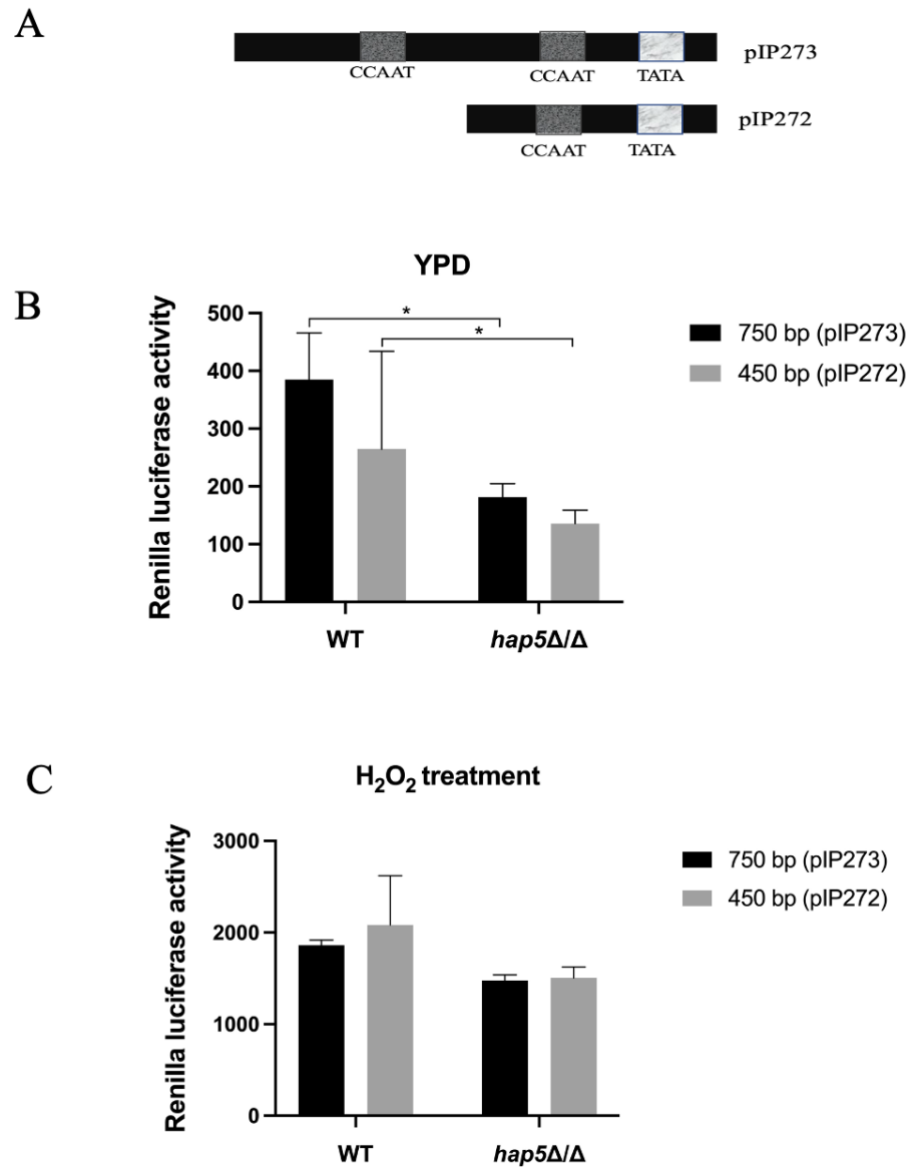 A
CCAAT CCAAT TATA pIP273
CCAAT TATA pIP272
B
YPD
Renilla luciferase activity
500
400
300
200
100
0
* *
WT hap5Δ/Δ
750 bp (pIP273)
450 bp (pIP272)
C
H₂O₂ treatment
Renilla luciferase activity
3000
2000
1000
0
WT hap5Δ/Δ
750 bp (pIP273)
450 bp (pIP272)